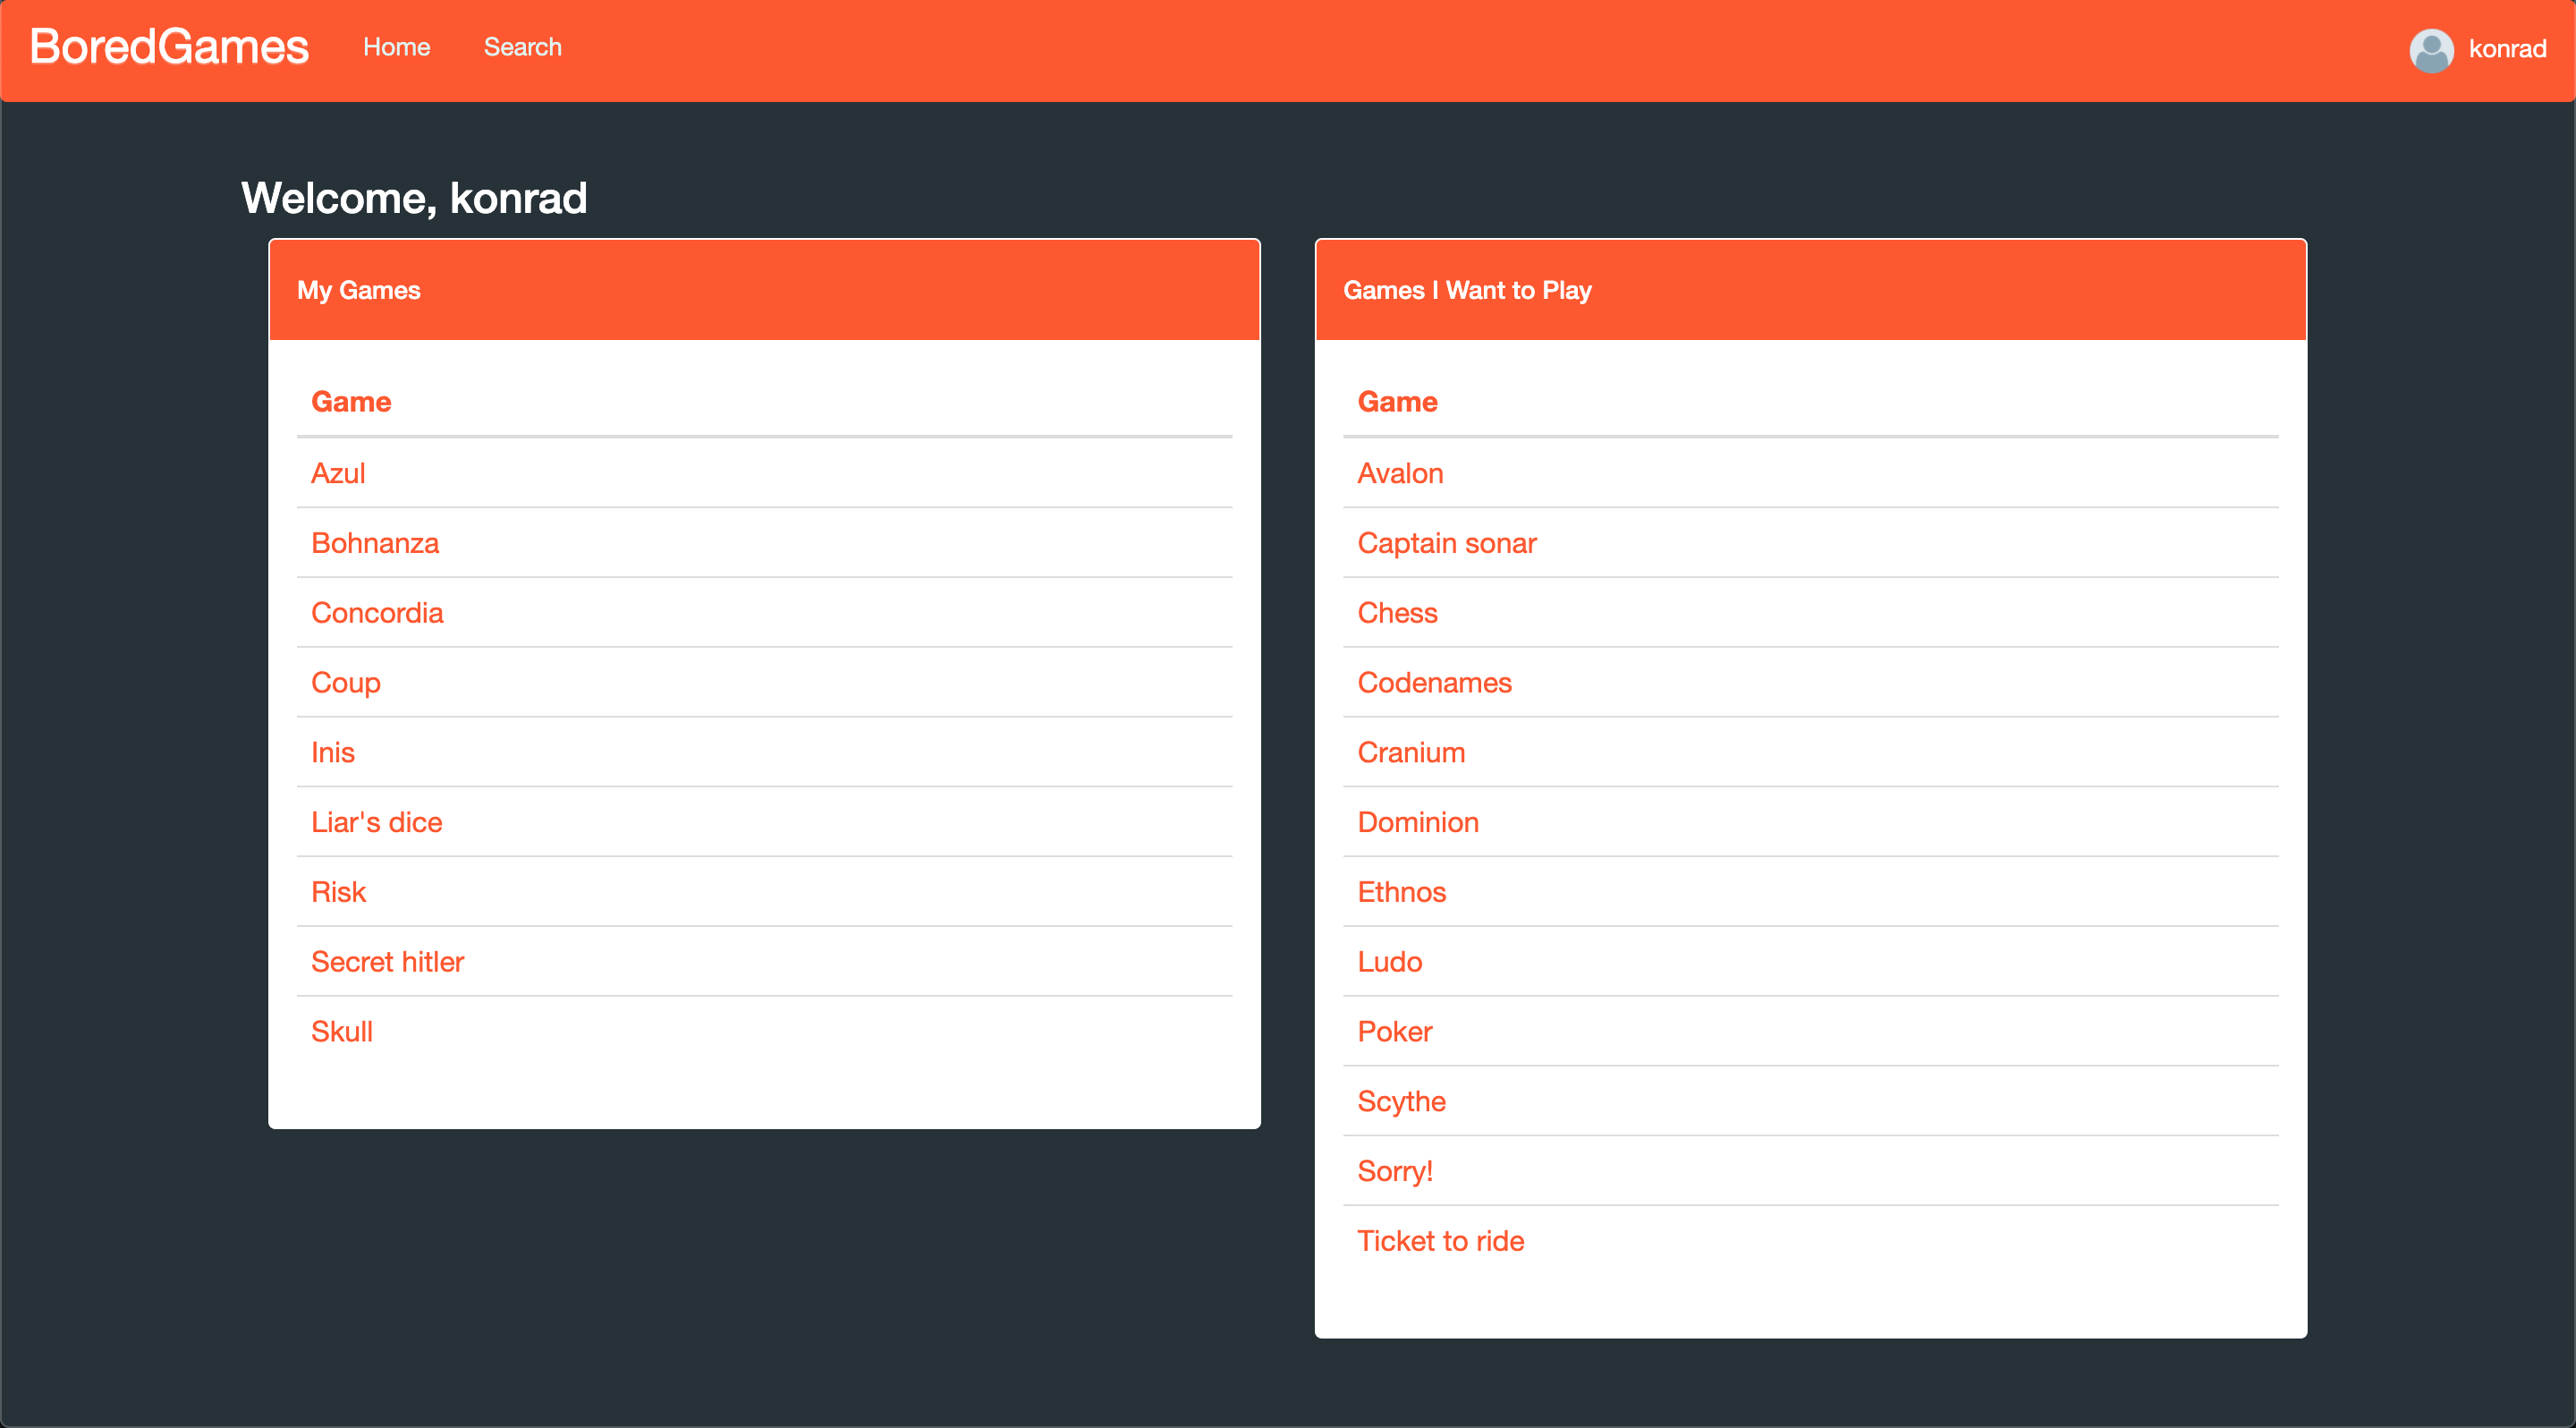 BoredGames Home Search konrad
Welcome, konrad
My Games
Game
Azul
Bohnanza
Concordia
Coup
Inis
Liar's dice
Risk
Secret hitler
Skull
Games I Want to Play
Game
Avalon
Captain sonar
Chess
Codenames
Cranium
Dominion
Ethnos
Ludo
Poker
Scythe
Sorry!
Ticket to ride